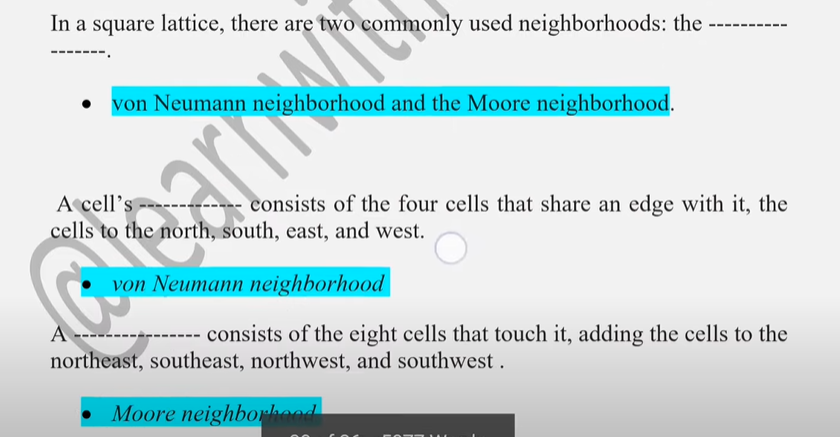 In a square lattice, there are two commonly used neighborhoods: the ----------
-------.
• von Neumann neighborhood and the Moore neighborhood.
A cell’s ------------- consists of the four cells that share an edge with it, the
cells to the north, south, east, and west.
• von Neumann neighborhood
A ---------------- consists of the eight cells that touch it, adding the cells to the
northeast, southeast, northwest, and southwest .
• Moore neighborhood
@learnwith